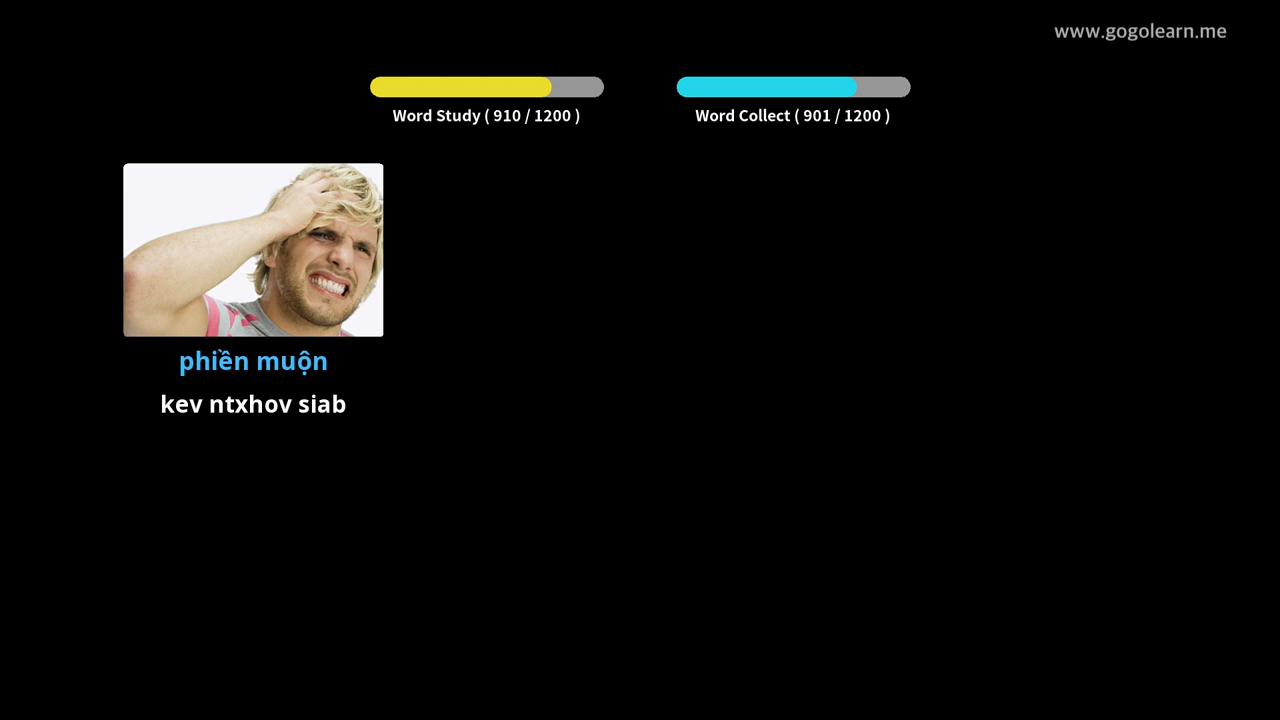 www.gogolearn.me
Word Study ( 910 / 1200 )
Word Collect ( 901 / 1200 )
phiền muộn
kev ntxhov siab